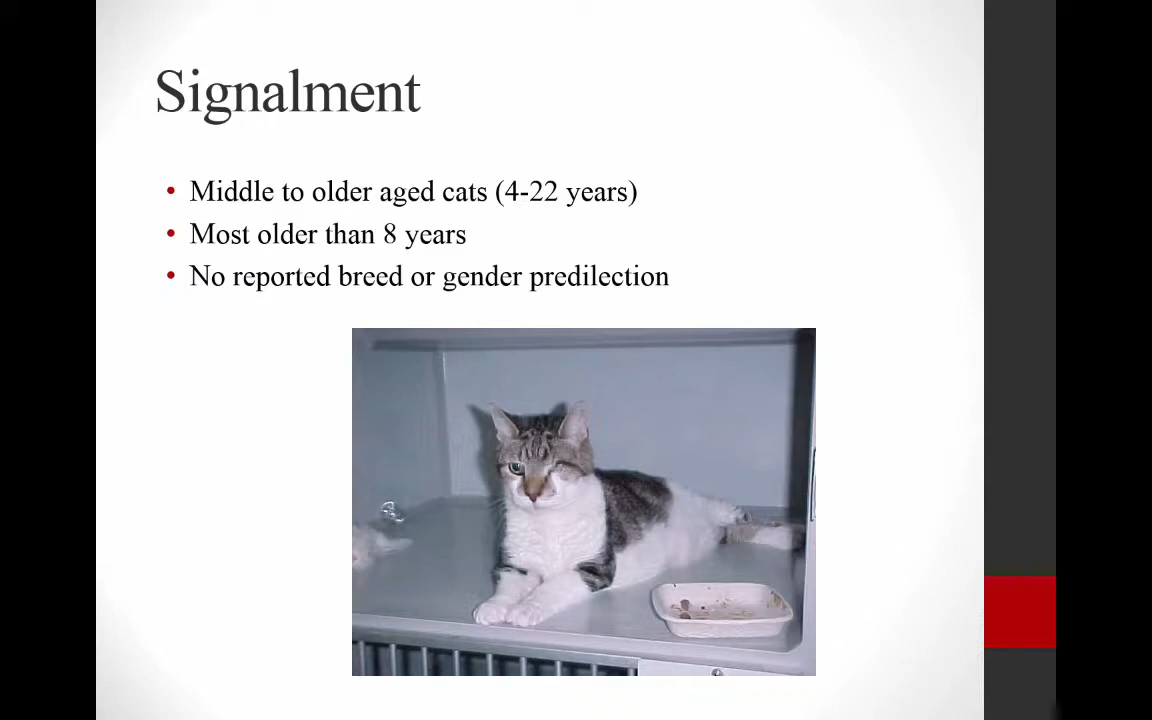 Signalment
• Middle to older aged cats (4-22 years)
• Most older than 8 years
• No reported breed or gender predilection